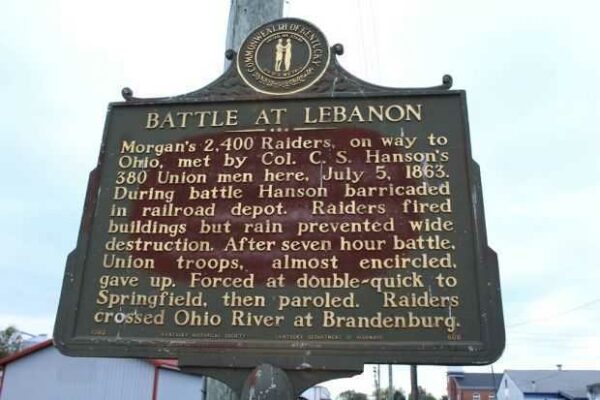 COMMONWEALTH OF KENTUCKY
BATTLE AT LEBANON
Morgan's 2,400 Raiders, on way to
Ohio, met by Col. C. S. Hanson's
380 Union men here, July 5, 1863.
During battle Hanson barricaded
in railroad depot. Raiders fired
buildings but rain prevented wide
destruction. After seven hour battle,
Union troops, almost encircled,
gave up. Forced at double-quick to
Springfield, then paroled. Raiders
crossed Ohio River at Brandenburg.
KENTUCKY HISTORICAL SOCIETY KENTUCKY DEPARTMENT OF HIGHWAYS